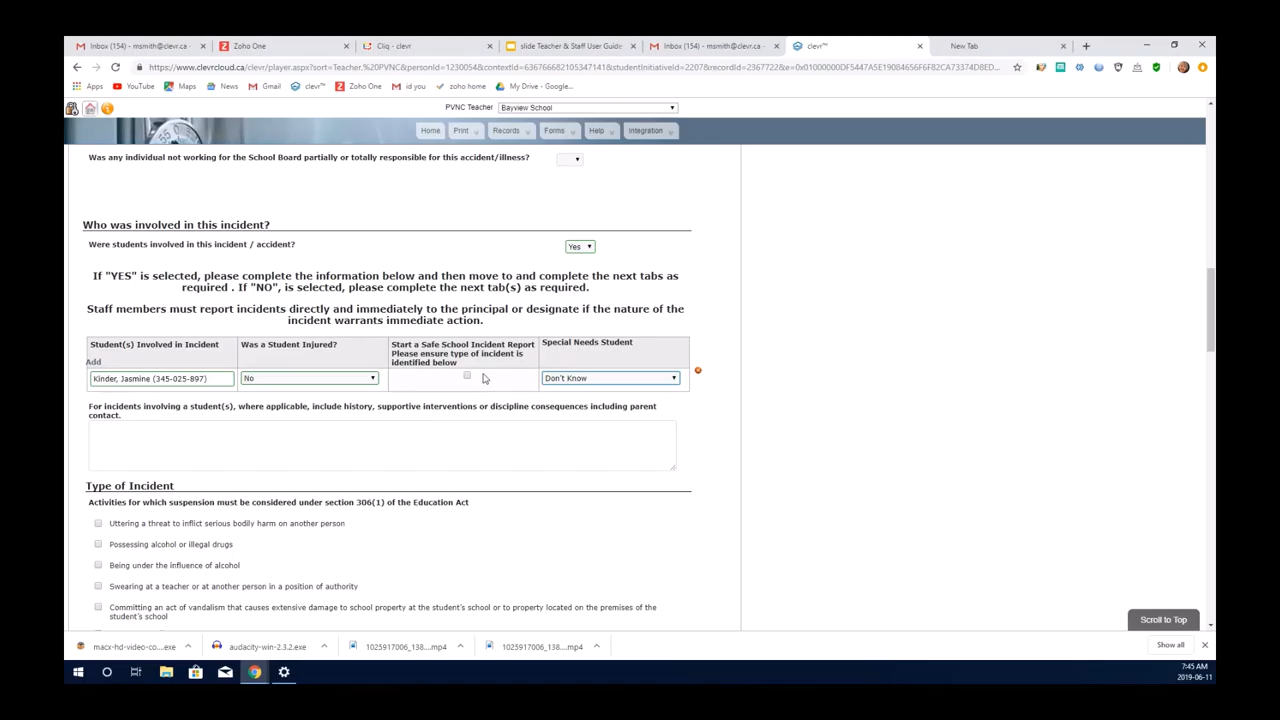 Inbox (154) - msmith@clevr.ca
Zoho One
Cliq - clevr
slide Teacher & Staff User Guide
Inbox (154) - msmith@clevr.ca
clevr™
New Tab
https://www.clevrcloud.ca/clevr/player.aspx?sort=Teacher,%20PVNC&personId=1230054&contextId=636766682105347141&studentInitiativeId=2207&recordId=2367722&e=0x01000000DF5447A5E19084656F6F82CA73374D8ED...
Apps YouTube Maps News Gmail clevr™ Zoho One id you zoho home My Drive - Google...
PVNC Teacher Bayview School
Home Print Records Forms Help Integration
Was any individual not working for the School Board partially or totally responsible for this accident/illness?
Who was involved in this incident?
Were students involved in this incident / accident? Yes
If "YES" is selected, please complete the information below and then move to and complete the next tabs as
required . If "NO", is selected, please complete the next tab(s) as required.
Staff members must report incidents directly and immediately to the principal or designate if the nature of the
incident warrants immediate action.
Student(s) Involved in Incident
Add
Was a Student Injured?
Start a Safe School Incident Report
Please ensure type of incident is
identified below
Special Needs Student
Kinder, Jasmine (345-025-897) No Don't Know
For incidents involving a student(s), where applicable, include history, supportive interventions or discipline consequences including parent
contact.
Type of Incident
Activities for which suspension must be considered under section 306(1) of the Education Act
Uttering a threat to inflict serious bodily harm on another person
Possessing alcohol or illegal drugs
Being under the influence of alcohol
Swearing at a teacher or at another person in a position of authority
Committing an act of vandalism that causes extensive damage to school property at the student's school or to property located on the premises of the
student's school
Scroll to Top
macx-hd-video-co....exe
audacity-win-2.3.2.exe
1025917006_138....mp4
1025917006_138....mp4
Show all
7:45 AM
2019-06-11